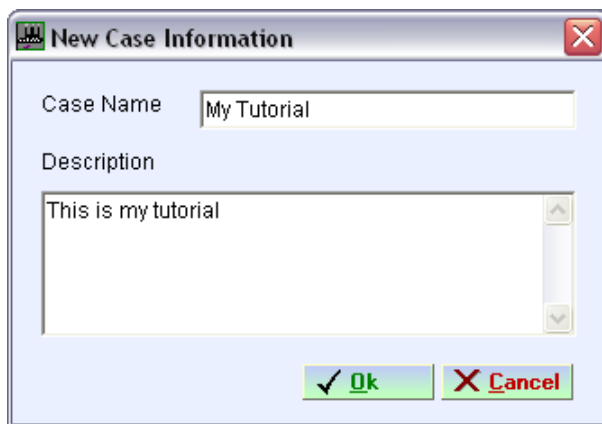 New Case Information
Case Name My Tutorial
Description
This is my tutorial
Ok Cancel